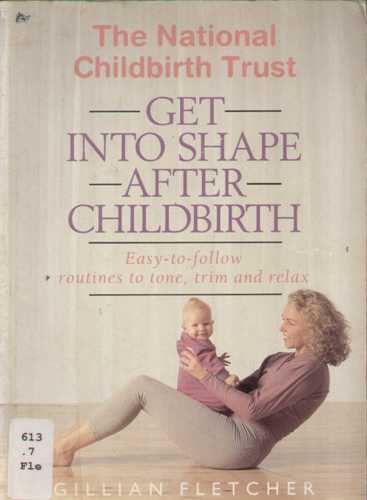 The National
Childbirth Trust
GET
INTO SHAPE
AFTER
CHILDBIRTH
Easy-to-follow
routines to tone, trim and relax
613
.7
Fle
GILLIAN FLETCHER